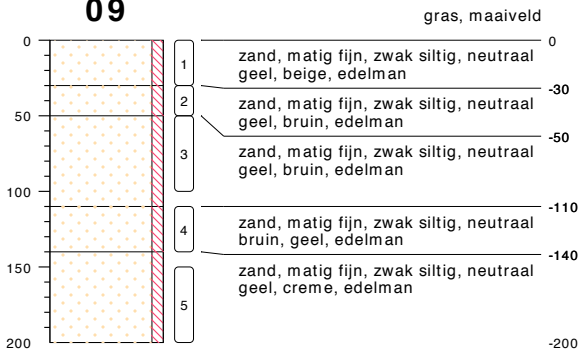 09
gras, maaiveld
0
0
1
zand, matig fijn, zwak siltig, neutraal
geel, beige, edelman
-30
2
zand, matig fijn, zwak siltig, neutraal
geel, bruin, edelman
50
-50
3
zand, matig fijn, zwak siltig, neutraal
geel, bruin, edelman
100
-110
4
zand, matig fijn, zwak siltig, neutraal
bruin, geel, edelman
-140
150
zand, matig fijn, zwak siltig, neutraal
geel, creme, edelman
5
200
-200